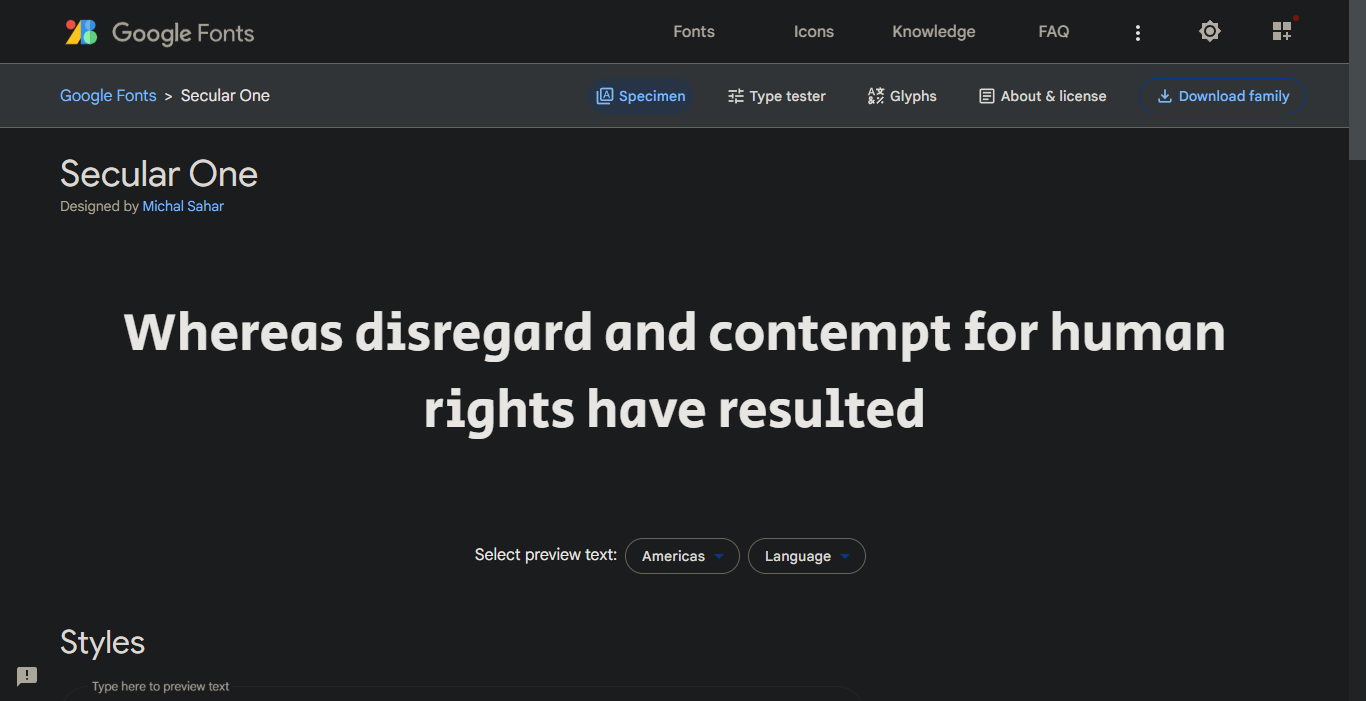 Google Fonts
Fonts
Icons
Knowledge
FAQ
Google Fonts > Secular One
Specimen
Type tester
Glyphs
About & license
Download family
Secular One
Designed by Michal Sahar
Whereas disregard and contempt for human
rights have resulted
Select preview text:
Americas
Language
Styles
Type here to preview text